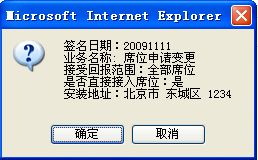 Microsoft Internet Explorer
签名日期：20091111
业务名称: 席位申请变更
接受回报范围：全部席位
是否直接接入席位：是
安装地址：北京市 东城区 1234
确定
取消